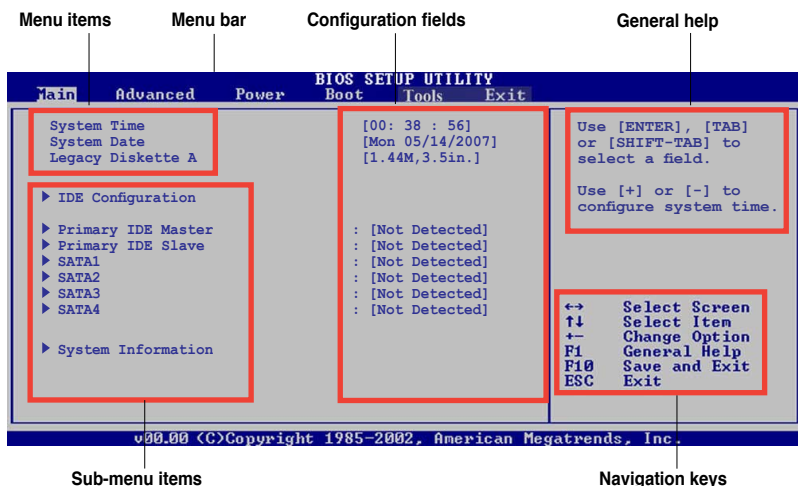 Menu items Menu bar Configuration fields General help
BIOS SETUP UTILITY
Main Advanced Power Boot Tools Exit
System Time [00: 38 : 56]
System Date [Mon 05/14/2007]
Legacy Diskette A [1.44M,3.5in.]
IDE Configuration
Primary IDE Master : [Not Detected]
Primary IDE Slave : [Not Detected]
SATA1 : [Not Detected]
SATA2 : [Not Detected]
SATA3 : [Not Detected]
SATA4 : [Not Detected]
System Information
Use [ENTER], [TAB]
or [SHIFT-TAB] to
select a field.
Use [+] or [-] to
configure system time.
←→ Select Screen
↑↓ Select Item
+- Change Option
F1 General Help
F10 Save and Exit
ESC Exit
v00.00 (C)Copyright 1985-2002, American Megatrends, Inc.
Sub-menu items Navigation keys